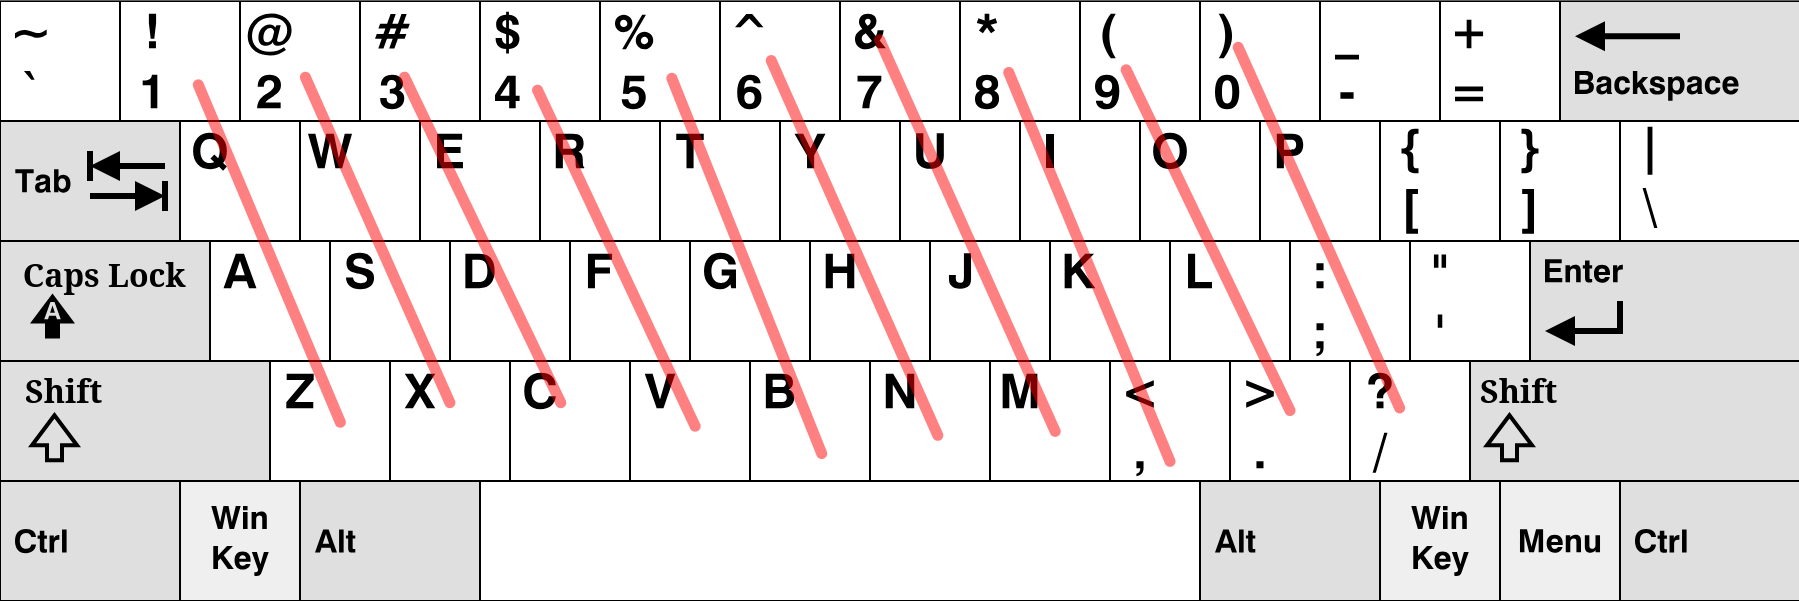 ~ ! @ # $ % ^ & * ( ) _ +
` 1 2 3 4 5 6 7 8 9 0 - = Backspace
Tab Q W E R T Y U I O P { } |
[ ] \
Caps Lock A S D F G H J K L : " Enter
A ; '
Shift Z X C V B N M < > ? Shift
, . /
Ctrl Win Key Alt Alt Win Key Menu Ctrl